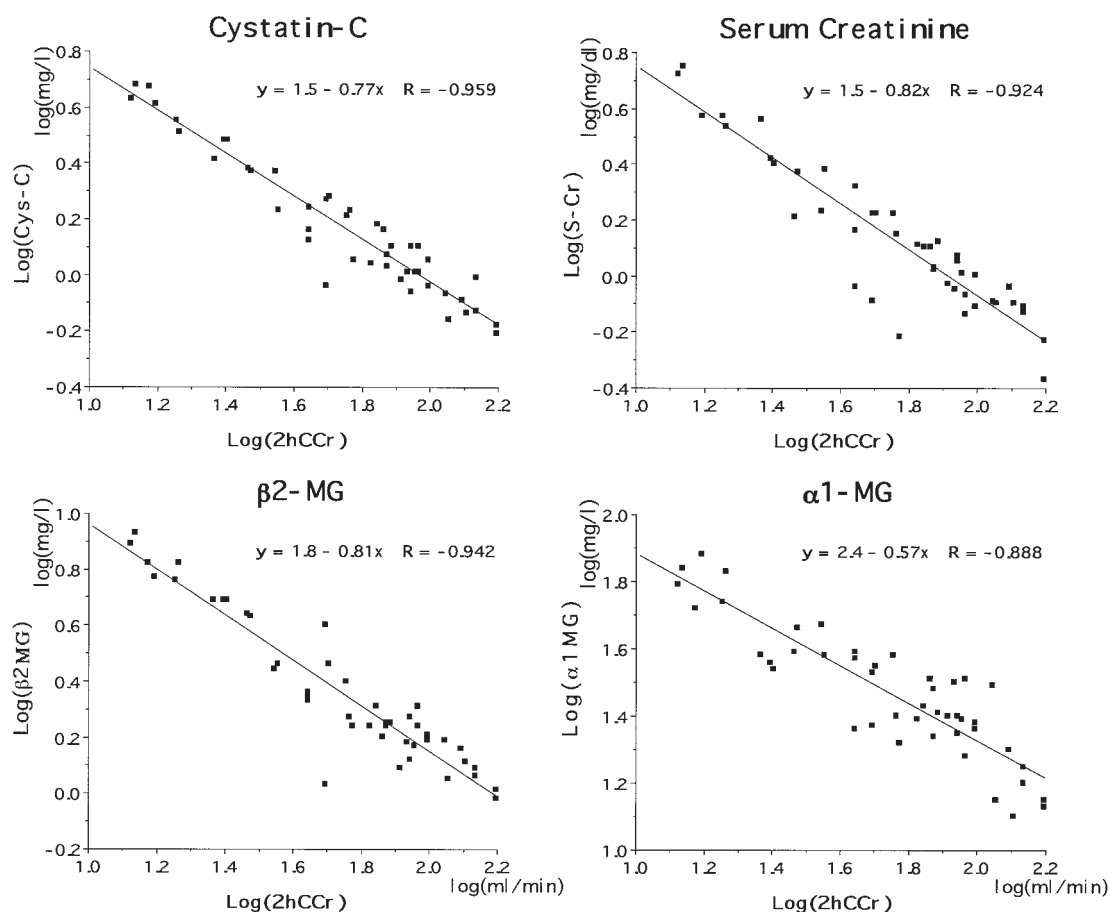 Cystatin-C
y = 1.5 - 0.77x R = -0.959
log(mg/l)
Log(Cys-C)
0.8
0.6
0.4
0.2
0.0
-0.2
-0.4
1.0 1.2 1.4 1.6 1.8 2.0 2.2
Log(2hCCr)
Serum Creatinine
y = 1.5 - 0.82x R = -0.924
log(mg/dl)
Log(S-Cr)
0.8
0.6
0.4
0.2
0.0
-0.2
-0.4
1.0 1.2 1.4 1.6 1.8 2.0 2.2
Log(2hCCr)
β2-MG
y = 1.8 - 0.81x R = -0.942
log(mg/l)
Log(β2MG)
1.0
0.8
0.6
0.4
0.2
0.0
-0.2
1.0 1.2 1.4 1.6 1.8 2.0 2.2
log(ml/min)
Log(2hCCr)
α1-MG
y = 2.4 - 0.57x R = -0.888
log(mg/l)
Log(α1MG)
2.0
1.8
1.6
1.4
1.2
1.0
1.0 1.2 1.4 1.6 1.8 2.0 2.2
log(ml/min)
Log(2hCCr)